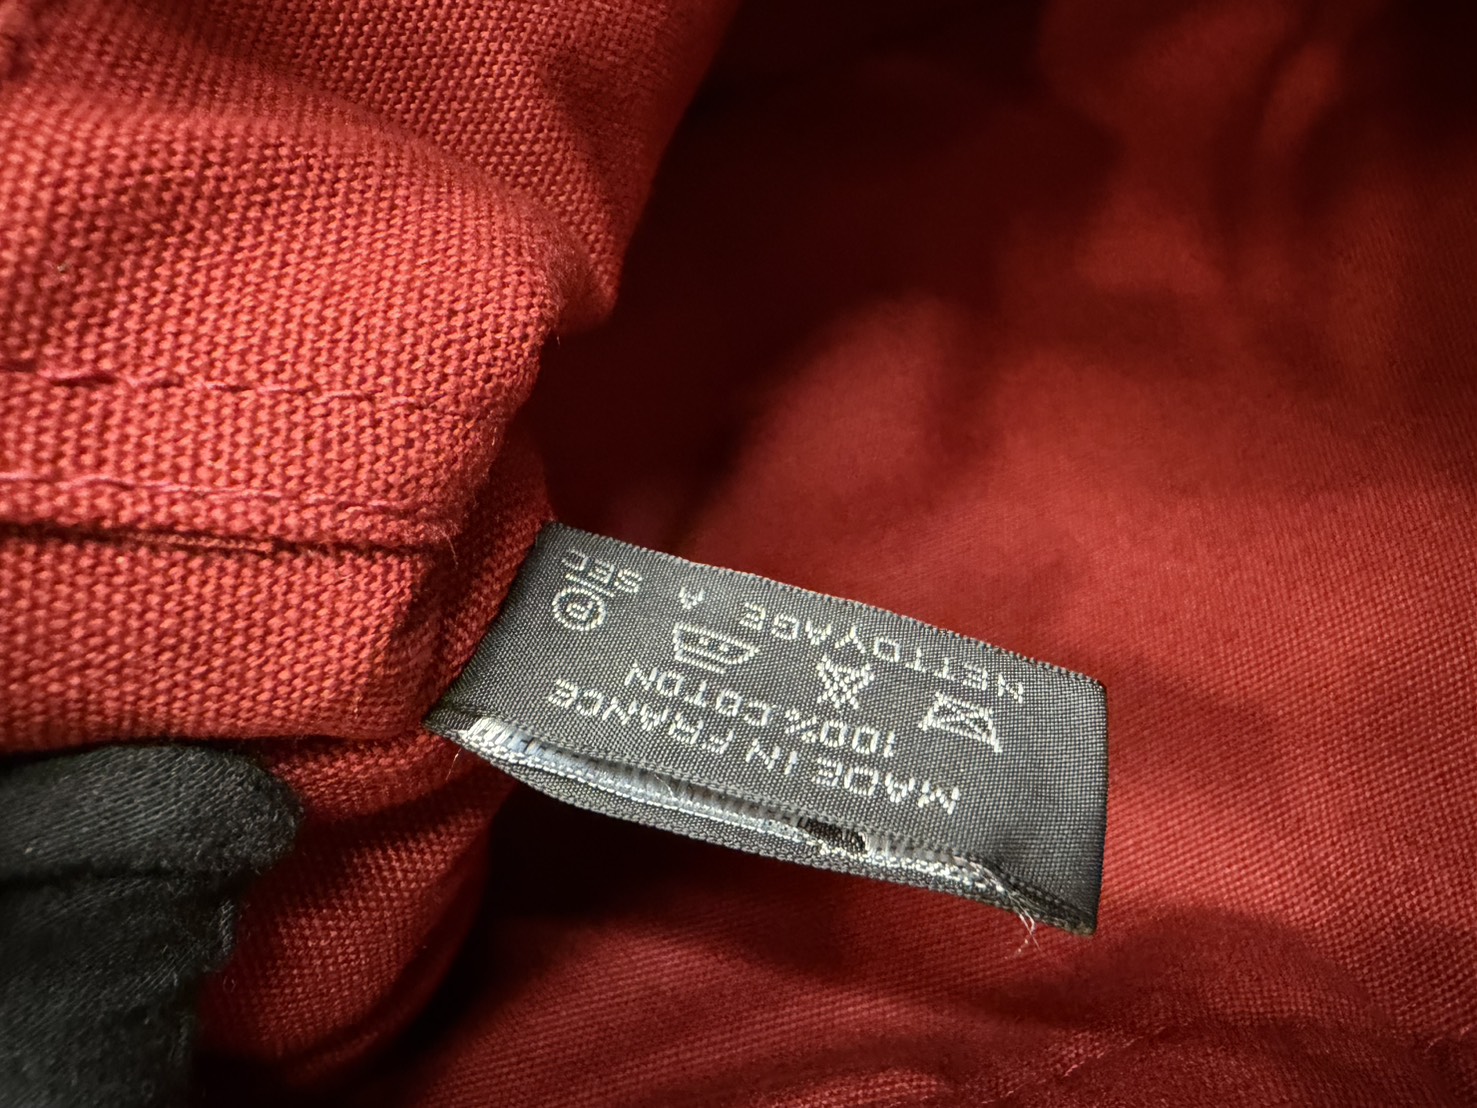 MADE IN FRANCE
100% COTON
P
NETTOYAGE A SEC